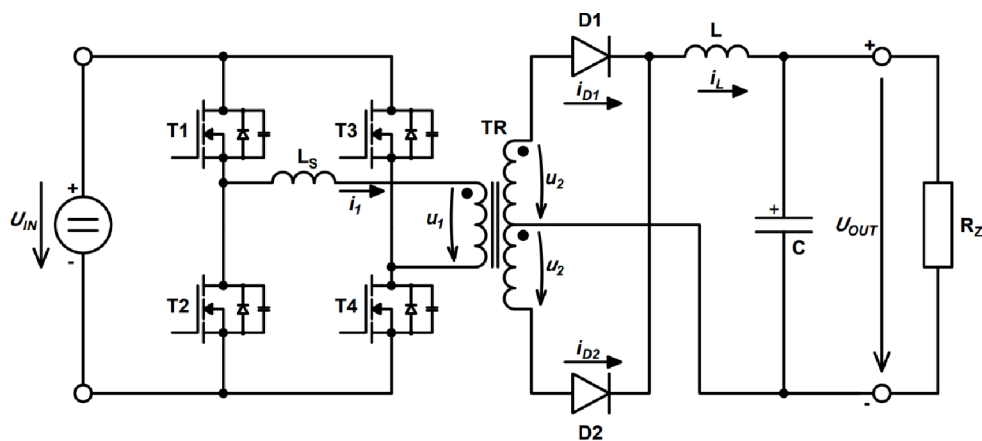 D1
L
+
i_D1
i_L
T1
T3
TR
L_S
u_2
+
U_IN
i_1
u_1
+
C
U_OUT
R_Z
-
u_2
T2
T4
i_D2
-
D2